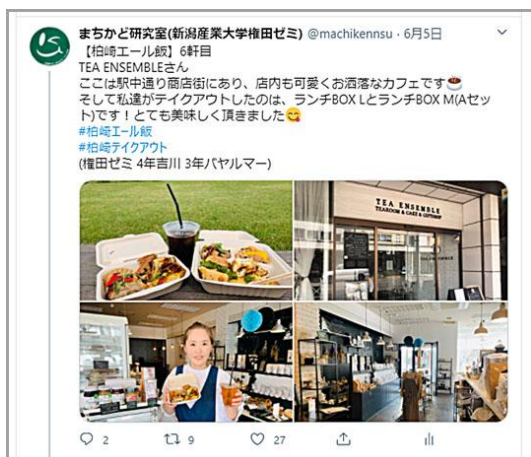 まちかど研究室(新潟産業大学権田ゼミ) @machikennsu · 6月5日
【柏崎エール飯】6軒目
TEA ENSEMBLEさん
ここは駅中通り商店街にあり、店内も可愛くお洒落なカフェです☕
そして私達がテイクアウトしたのは、ランチBOX LとランチBOX M(Aセッ
ト)です！とても美味しく頂きました😋
#柏崎エール飯
#柏崎テイクアウト
(権田ゼミ 4年吉川 3年バヤルマー)
TEA ENSEMBLE
TEAROOM & CAKE & GIFTSHOP
2
9
27